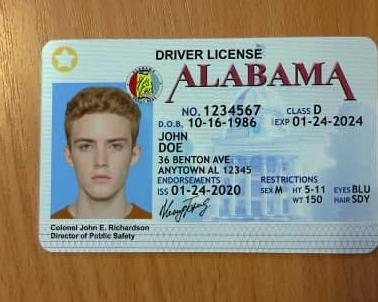 DRIVER LICENSE
ALABAMA
NO. 1234567 CLASS D
D.O.B. 10-16-1986 EXP 01-24-2024
JOHN
DOE
36 BENTON AVE
ANYTOWN AL 12345
ENDORSEMENTS RESTRICTIONS
ISS 01-24-2020 SEX M HT 5-11 EYES BLU
WT 150 HAIR SDY
Colonel John E. Richardson
Director of Public Safety